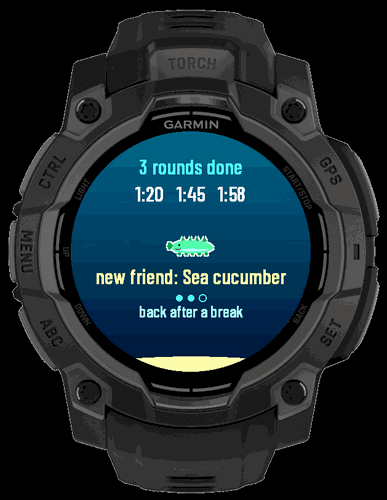 TORCH
GARMIN
CTRL
LIGHT
START/STOP
GPS
3 rounds done
1:20 1:45 1:58
MENU
UP
new friend: Sea cucumber
back after a break
ABC
DOWN
BACK
SET